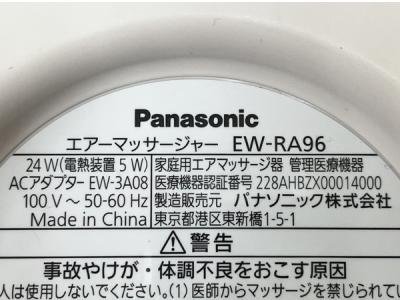 Panasonic
エアーマッサージャー EW-RA96
24 W(電熱装置 5 W) 家庭用エアマッサージ器 管理医療機器
ACアダプター EW-3A08 医療機器認証番号 228AHBZX00014000
100 V～50-60 Hz 製造販売元 パナソニック株式会社
Made in China 東京都港区東新橋1-5-1
⚠警告
事故やけが・体調不良をおこす原因
人は使用しないでください。(1) 医師からマッサージを禁じられてい